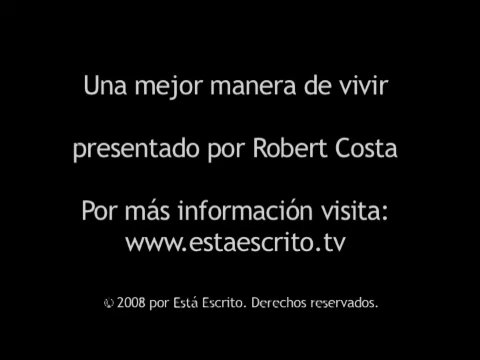 Una mejor manera de vivir
presentado por Robert Costa
Por más información visita:
www.estaescrito.tv
© 2008 por Está Escrito. Derechos reservados.